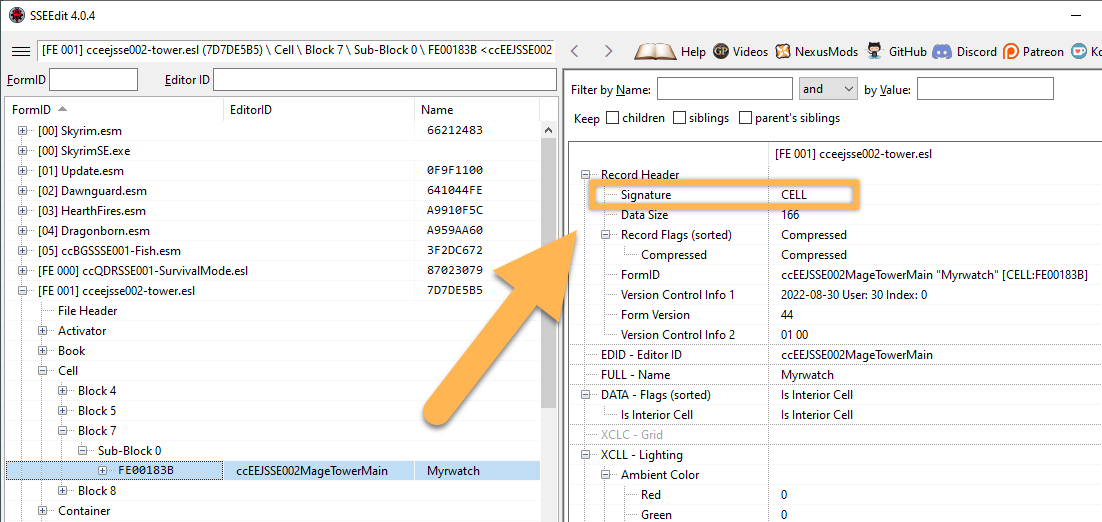 SSEEdit 4.0.4
[FE 001] cceejsse002-tower.esl (7D7DE5B5) \ Cell \ Block 7 \ Sub-Block 0 \ FE00183B <ccEEJSSE002
Help Videos NexusMods GitHub Discord Patreon Ko
FormID Editor ID
FormID EditorID Name
[00] Skyrim.esm 66212483
[00] SkyrimSE.exe
[01] Update.esm 0F9F1100
[02] Dawnguard.esm 641044FE
[03] HearthFires.esm A9910F5C
[04] Dragonborn.esm A959AA60
[05] ccBGSSSE001-Fish.esm 3F2DC672
[FE 000] ccQDRSSE001-SurvivalMode.esl 87023079
[FE 001] cceejsse002-tower.esl 7D7DE5B5
File Header
Activator
Book
Cell
Block 4
Block 5
Block 7
Sub-Block 0
FE00183B ccEEJSSE002MageTowerMain Myrwatch
Block 8
Container
Filter by Name: and by Value:
Keep children siblings parent's siblings
[FE 001] cceejsse002-tower.esl
Record Header
Signature CELL
Data Size 166
Record Flags (sorted) Compressed
Compressed Compressed
FormID ccEEJSSE002MageTowerMain "Myrwatch" [CELL:FE00183B]
Version Control Info 1 2022-08-30 User: 30 Index: 0
Form Version 44
Version Control Info 2 01 00
EDID - Editor ID ccEEJSSE002MageTowerMain
FULL - Name Myrwatch
DATA - Flags (sorted) Is Interior Cell
Is Interior Cell Is Interior Cell
XCLC - Grid
XCLL - Lighting
Ambient Color
Red 0
Green 0